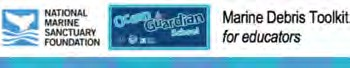 NATIONAL
MARINE
SANCTUARY
FOUNDATION
Ocean
Guardian
School
Marine Debris Toolkit
for educators